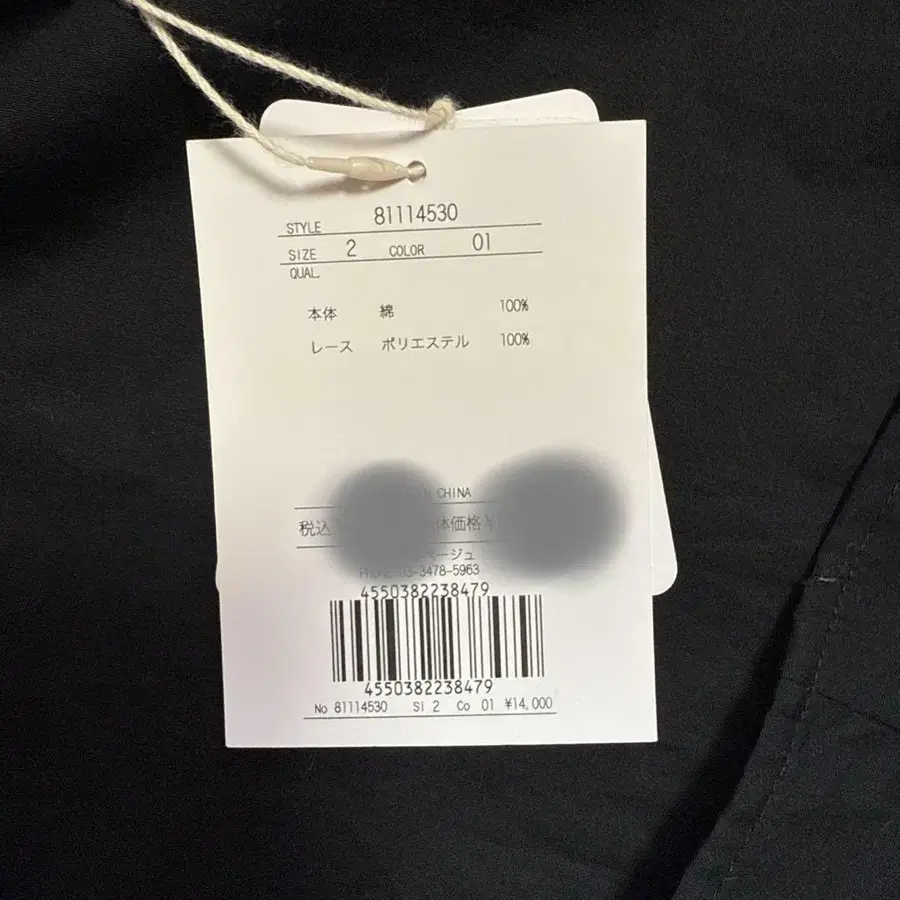 STYLE 81114530
SIZE 2 COLOR 01
QUAL.
本体 綿 100%
レース ポリエステル 100%
CHINA
税込 体価格¥
ージュ
03-3478-5963
4550382238479
4550382238479
No 81114530 SI 2 Co 01 ¥14,000